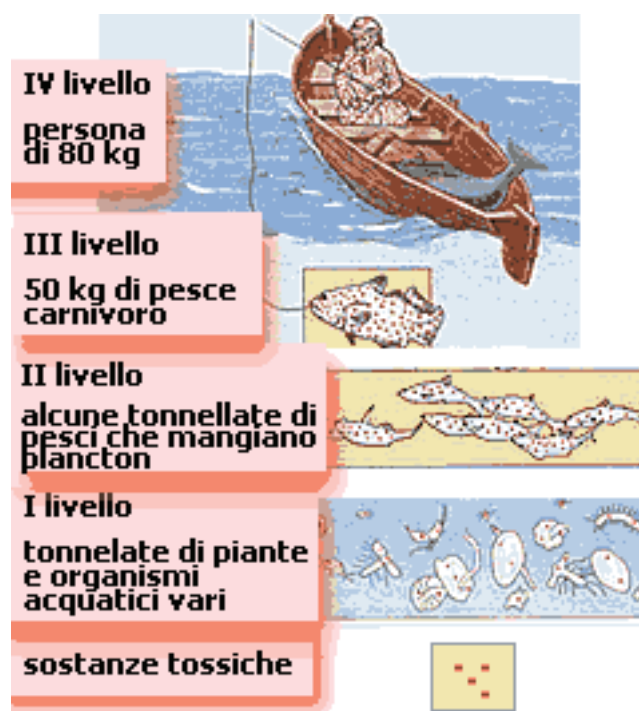 IV livello
persona
di 80 kg
III livello
50 kg di pesce
carnivoro
II livello
alcune tonnellate di
pesci che mangiano
plancton
I livello
tonnelate di piante
e organismi
acquatici vari
sostanze tossiche